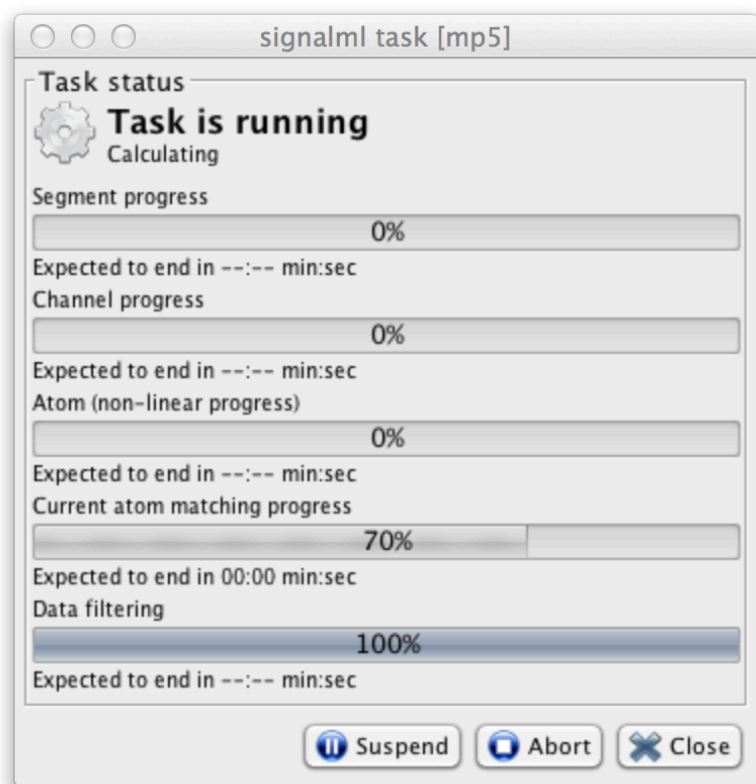 signalml task [mp5]
Task status
Task is running
Calculating
Segment progress
0%
Expected to end in --:-- min:sec
Channel progress
0%
Expected to end in --:-- min:sec
Atom (non-linear progress)
0%
Expected to end in --:-- min:sec
Current atom matching progress
70%
Expected to end in 00:00 min:sec
Data filtering
100%
Expected to end in --:-- min:sec
Suspend Abort Close